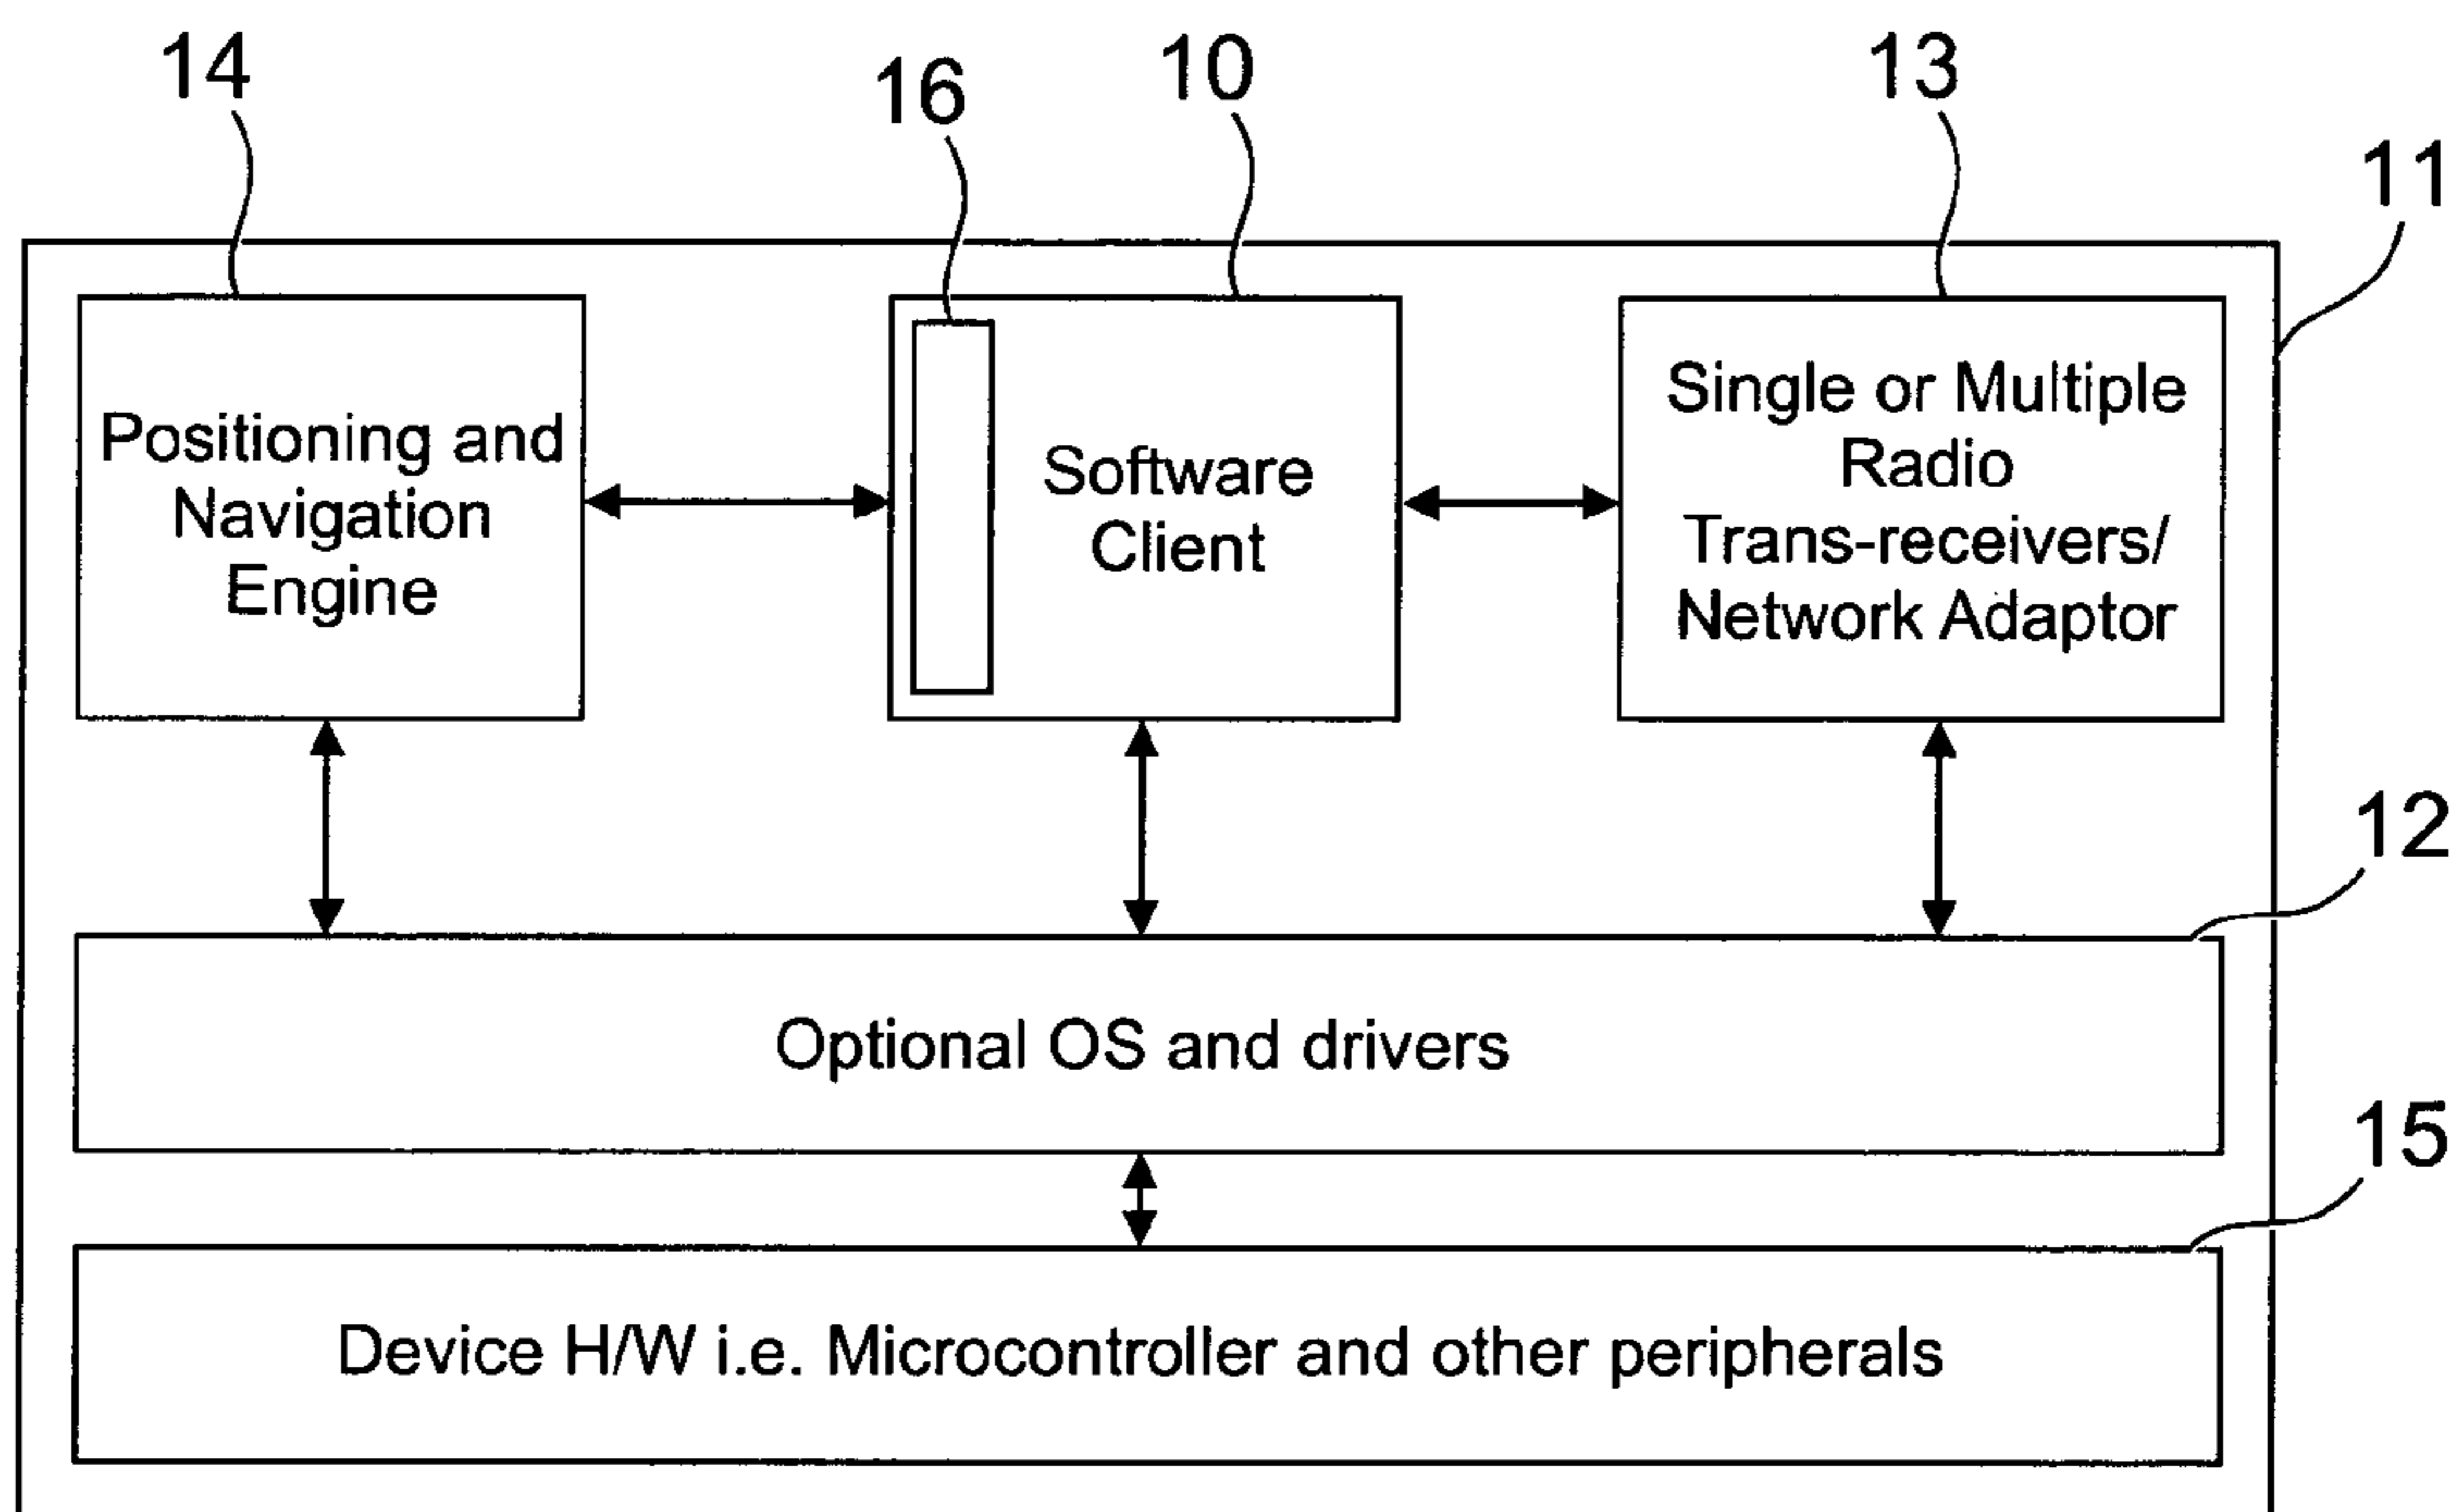 14
16
10
13
11
Positioning and
Navigation
Engine
Software
Client
Single or Multiple
Radio
Trans-receivers/
Network Adaptor
12
Optional OS and drivers
15
Device H/W i.e. Microcontroller and other peripherals